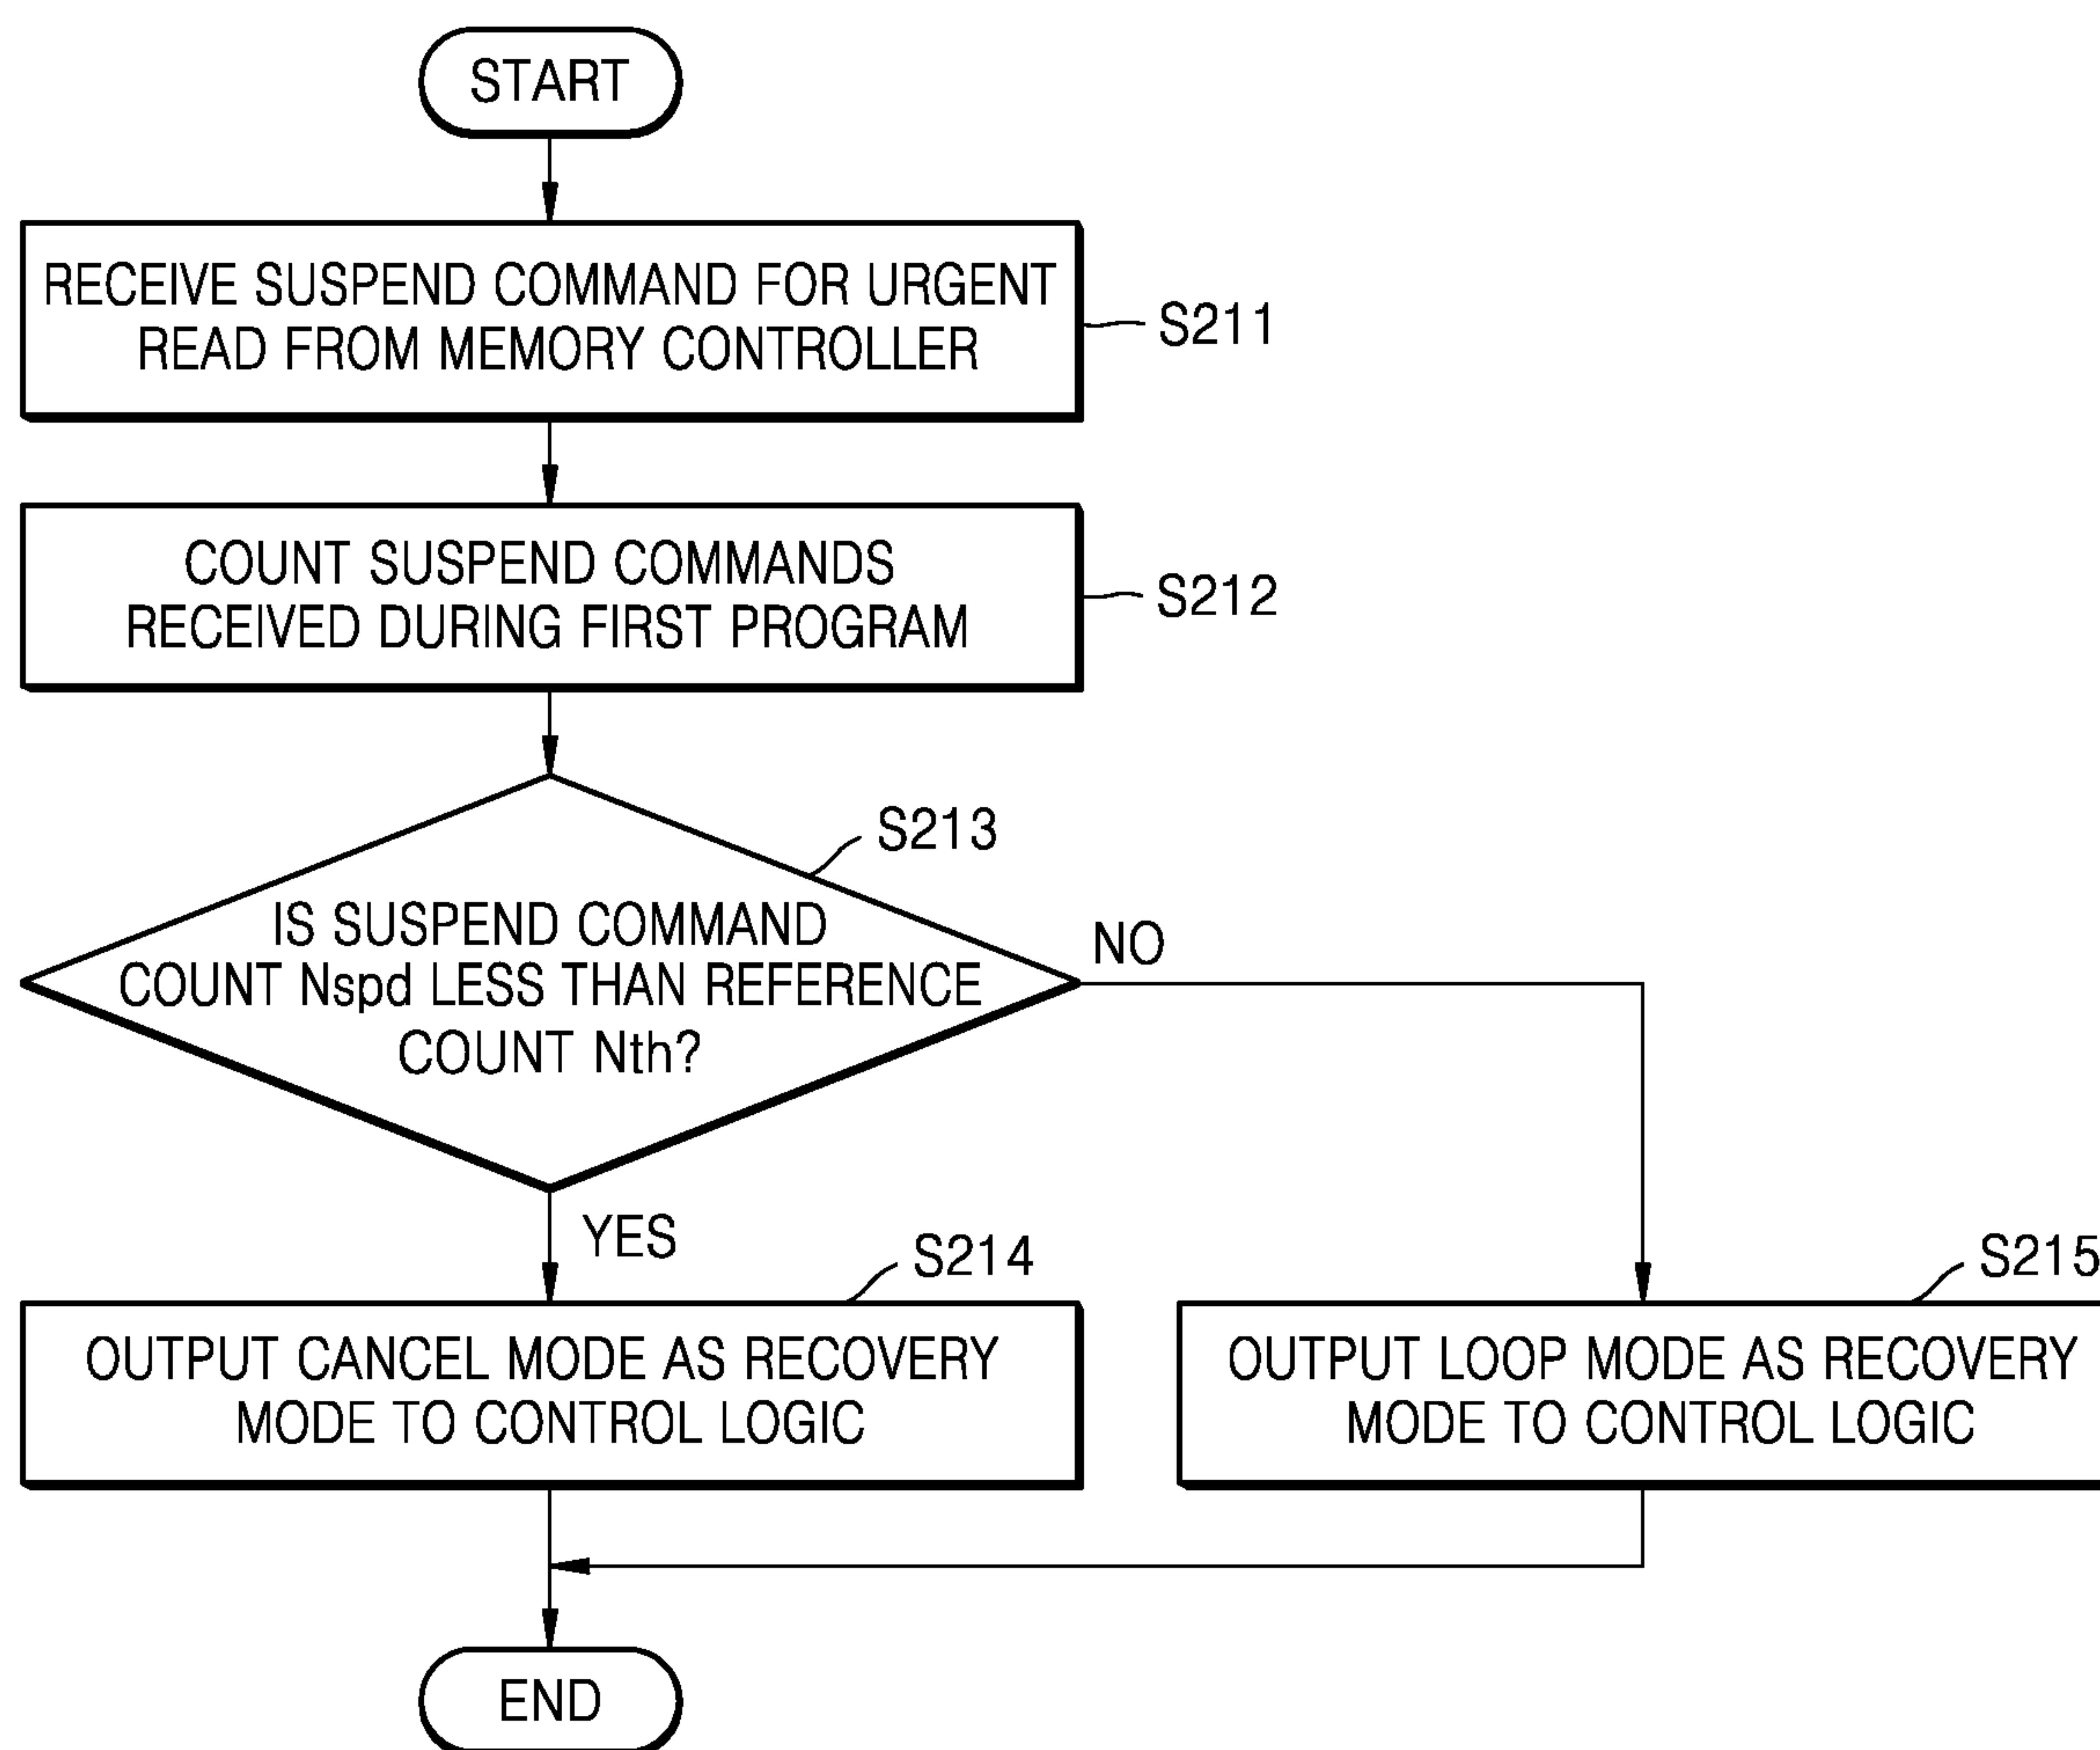 START
RECEIVE SUSPEND COMMAND FOR URGENT
READ FROM MEMORY CONTROLLER
S211
COUNT SUSPEND COMMANDS
RECEIVED DURING FIRST PROGRAM
S212
S213
IS SUSPEND COMMAND
COUNT Nspd LESS THAN REFERENCE
COUNT Nth?
NO
YES
S214
OUTPUT CANCEL MODE AS RECOVERY
MODE TO CONTROL LOGIC
S215
OUTPUT LOOP MODE AS RECOVERY
MODE TO CONTROL LOGIC
END